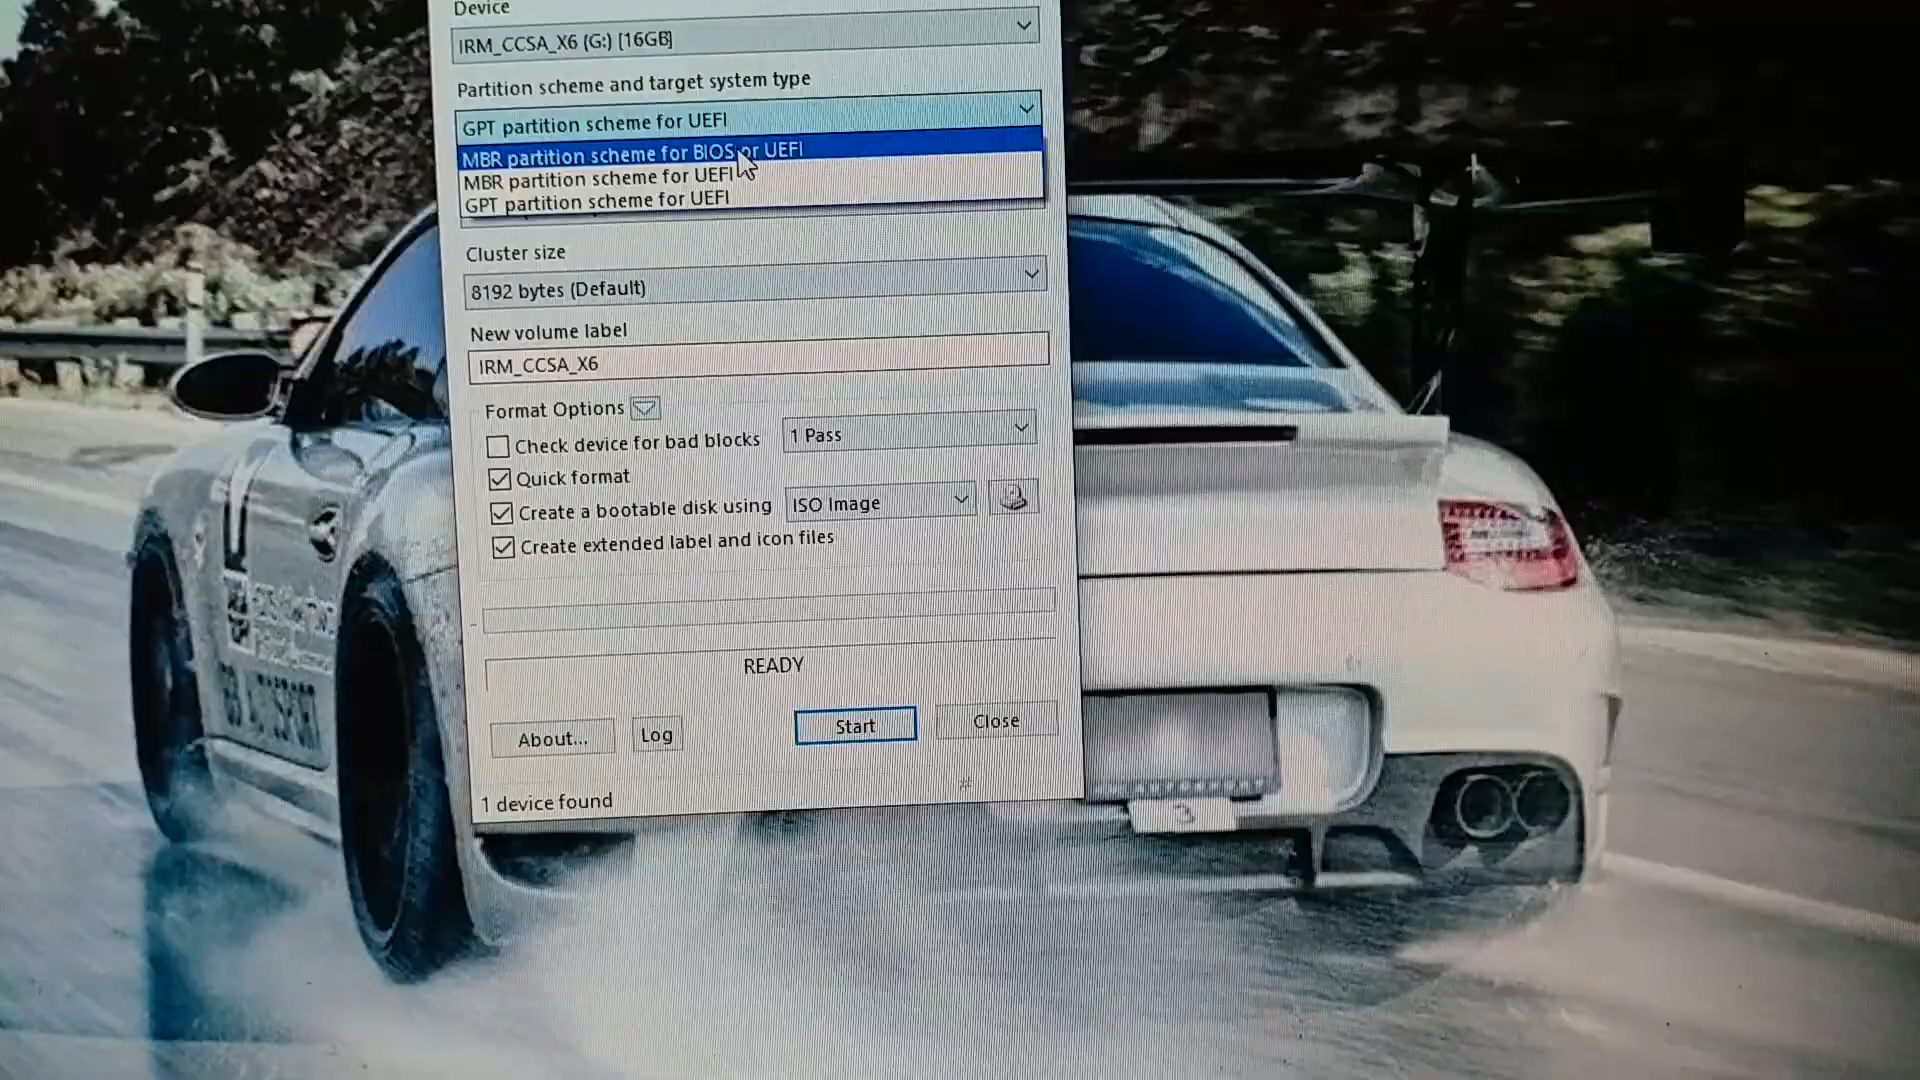 Device
IRM_CCSA_X6 (G:) [16GB]
Partition scheme and target system type
GPT partition scheme for UEFI
MBR partition scheme for BIOS or UEFI
MBR partition scheme for UEFI
GPT partition scheme for UEFI
Cluster size
8192 bytes (Default)
New volume label
IRM_CCSA_X6
Format Options
Check device for bad blocks
1 Pass
Quick format
Create a bootable disk using
ISO Image
Create extended label and icon files
READY
About...
Log
Start
Close
#
1 device found
3